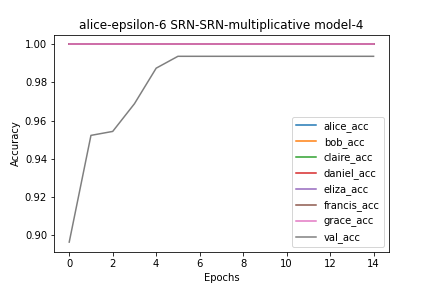 alice-epsilon-6 SRN-SRN-multiplicative model-4
1.00
0.98
0.96
0.94
0.92
0.90
Accuracy
0 2 4 6 8 10 12 14
Epochs
alice_acc
bob_acc
claire_acc
daniel_acc
eliza_acc
francis_acc
grace_acc
val_acc